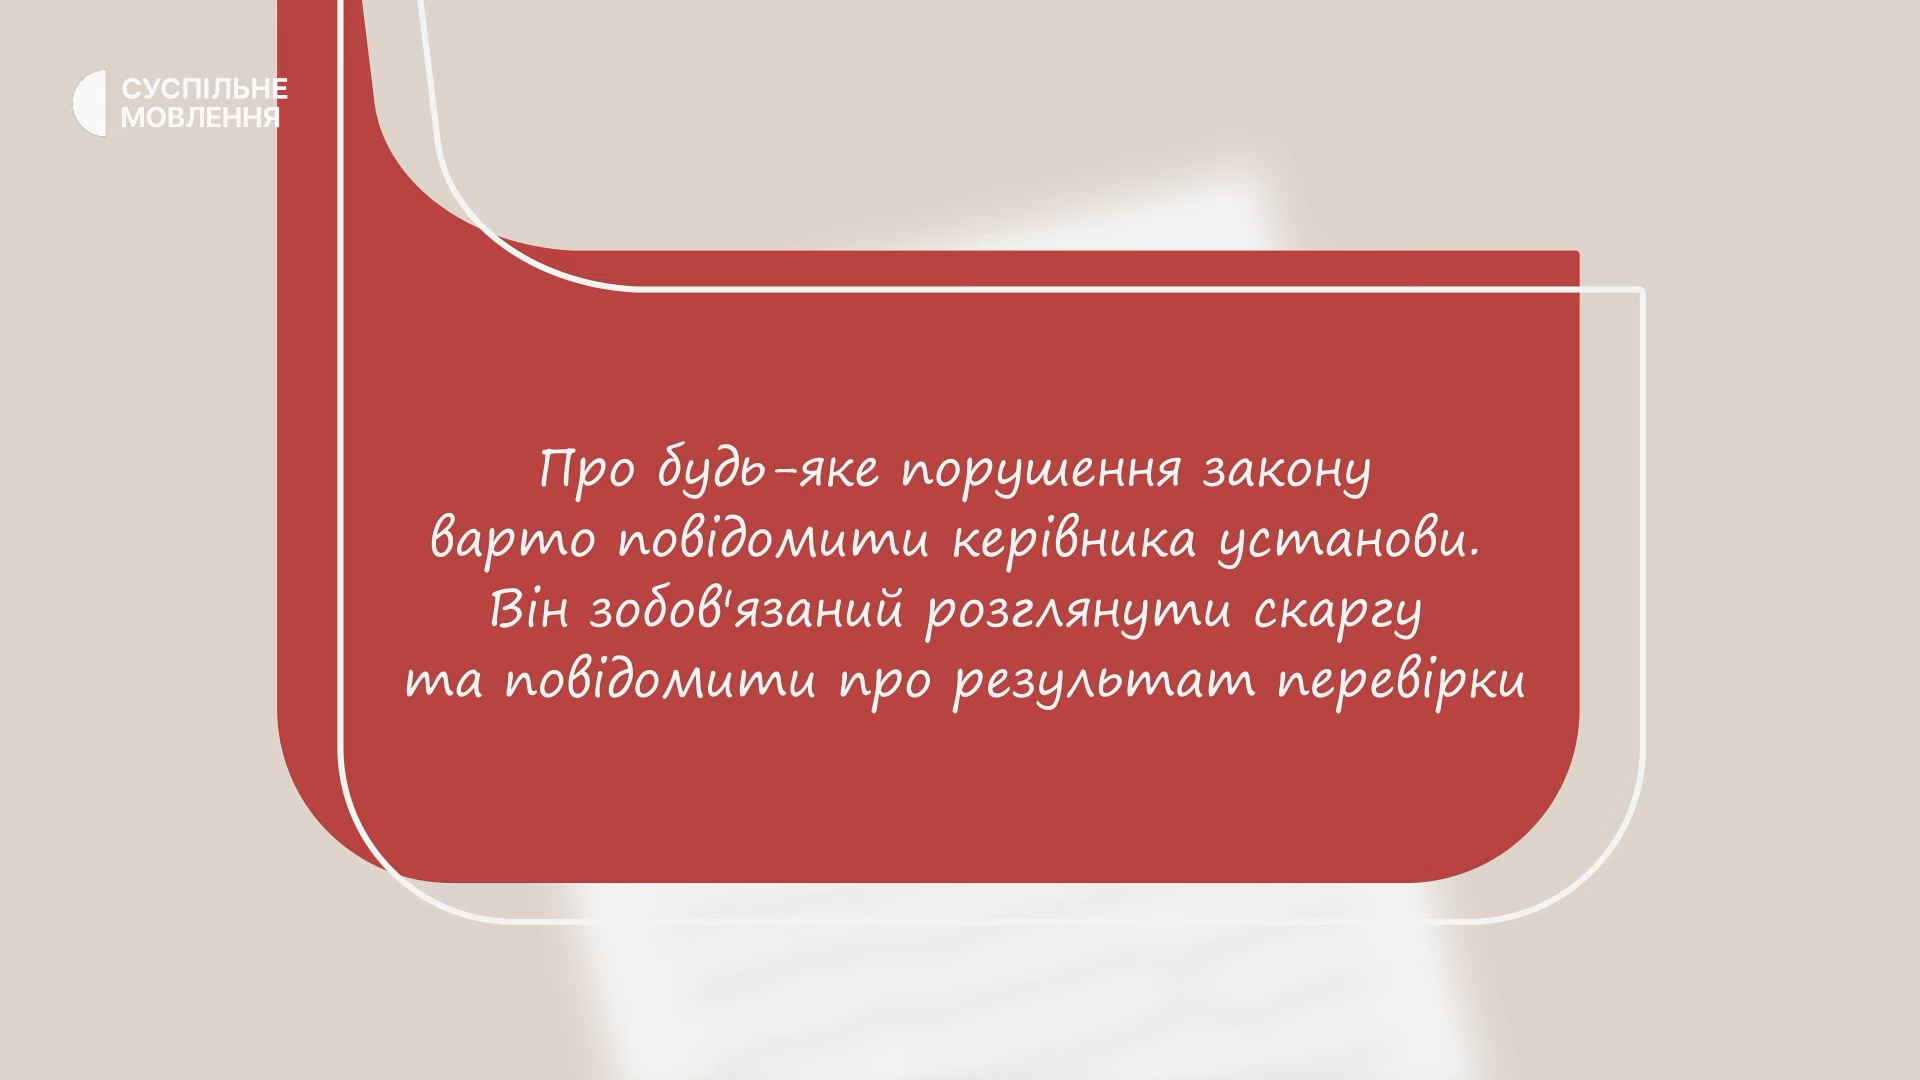 СУСПІЛЬНЕ
МОВЛЕННЯ
Про будь-яке порушення закону
варто повідомити керівника установи.
Він зобов'язаний розглянути скаргу
та повідомити про результат перевірки